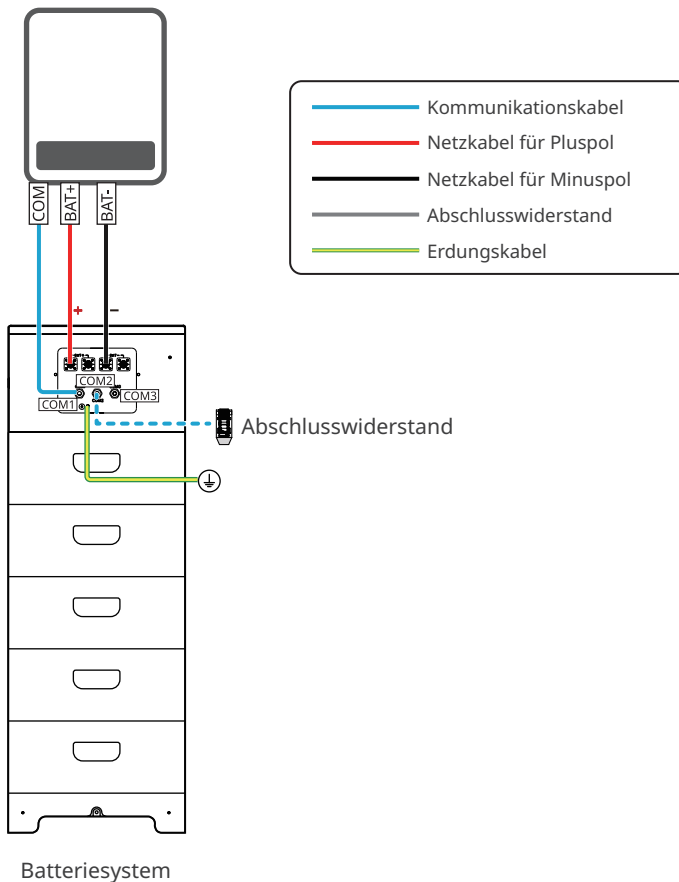 COM
BAT+
BAT-
Kommunikationskabel
Netzkabel für Pluspol
Netzkabel für Minuspol
Abschlusswiderstand
Erdungskabel
+
−
COM2
COM1
COM3
Abschlusswiderstand
Batteriesystem